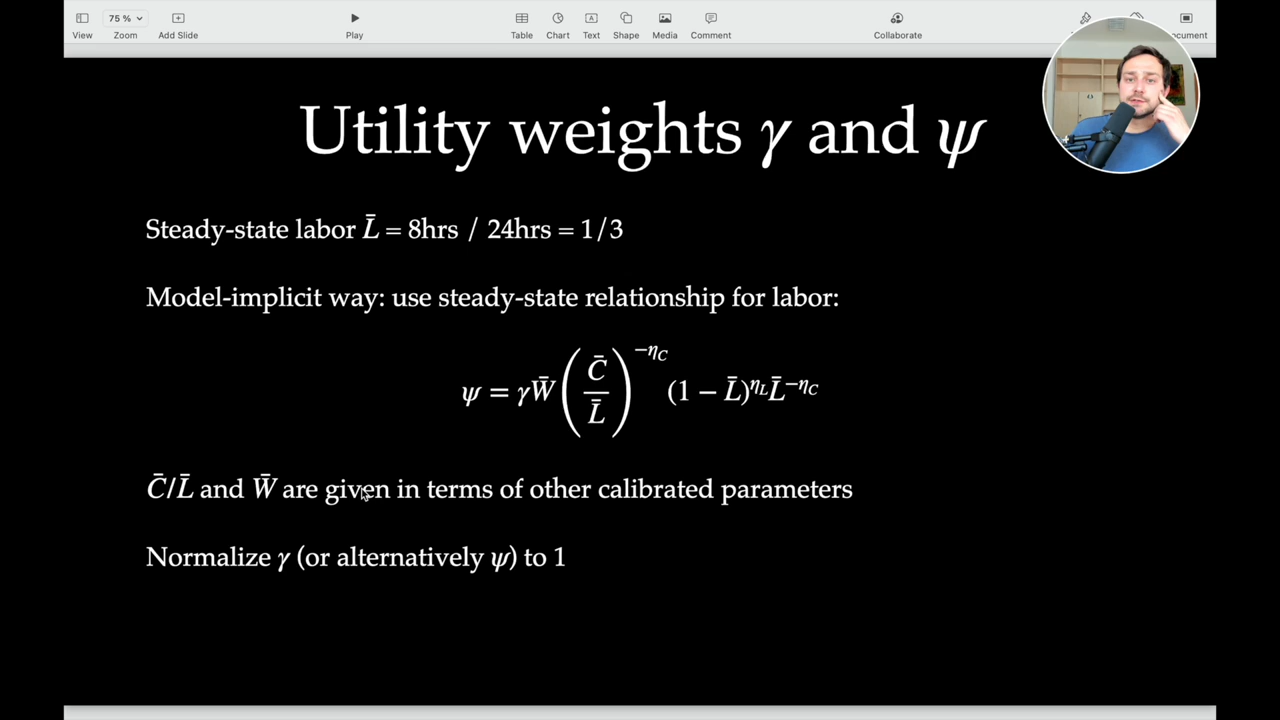 75 %
View Zoom Add Slide Play Table Chart Text Shape Media Comment Collaborate ocument
Utility weights γ and ψ
Steady-state labor L̄ = 8hrs / 24hrs = 1/3
Model-implicit way: use steady-state relationship for labor:
ψ = γW̄(C̄/L̄)^{−η_C}(1 − L̄)^{η_L}L̄^{−η_C}
C̄/L̄ and W̄ are given in terms of other calibrated parameters
Normalize γ (or alternatively ψ) to 1